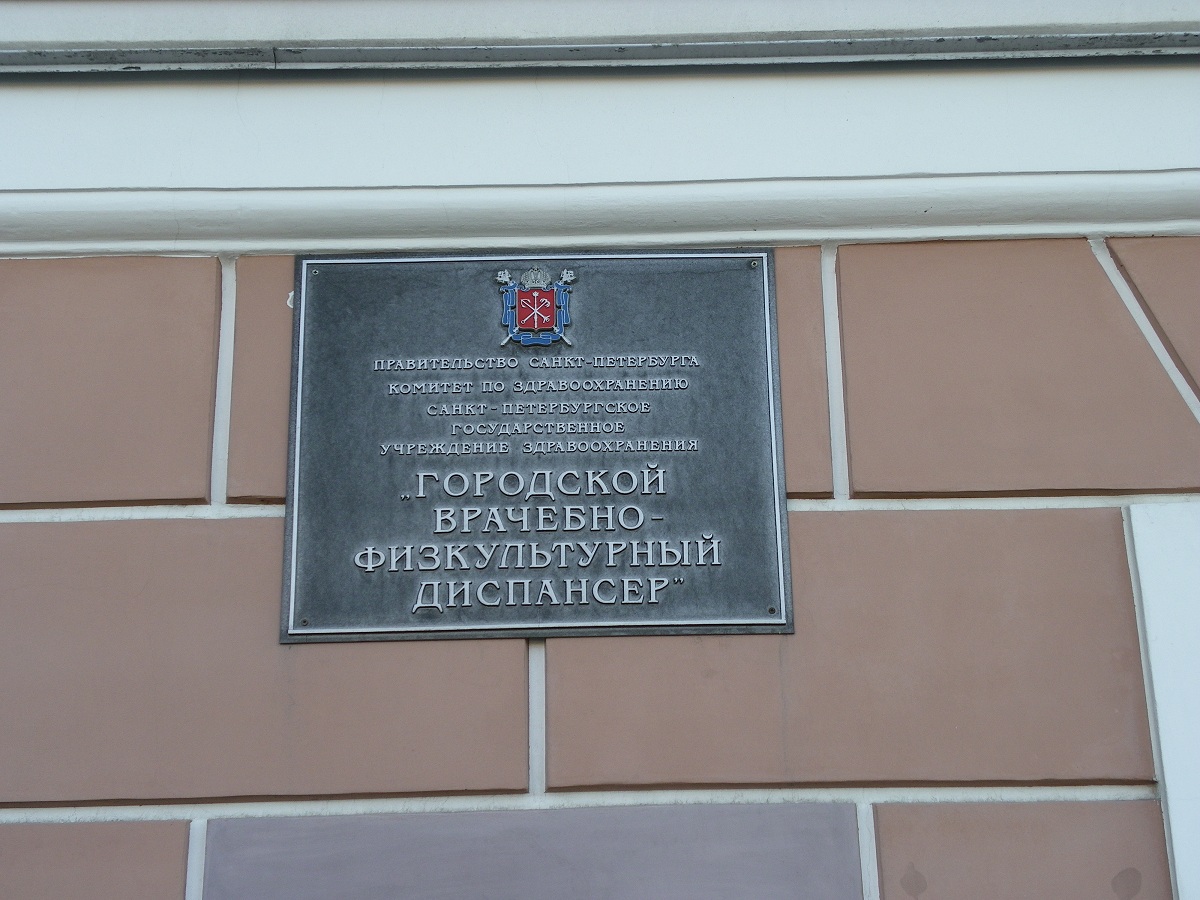 ПРАВИТЕЛЬСТВО САНКТ-ПЕТЕРБУРГА
КОМИТЕТ ПО ЗДРАВООХРАНЕНИЮ
САНКТ-ПЕТЕРБУРГСКОЕ
ГОСУДАРСТВЕННОЕ
УЧРЕЖДЕНИЕ ЗДРАВООХРАНЕНИЯ
„ГОРОДСКОЙ
ВРАЧЕБНО-
ФИЗКУЛЬТУРНЫЙ
ДИСПАНСЕР”